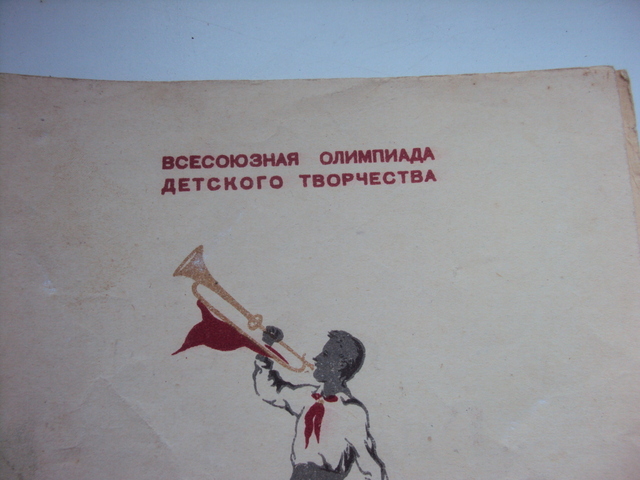 ВСЕСОЮЗНАЯ ОЛИМПИАДА
ДЕТСКОГО ТВОРЧЕСТВА